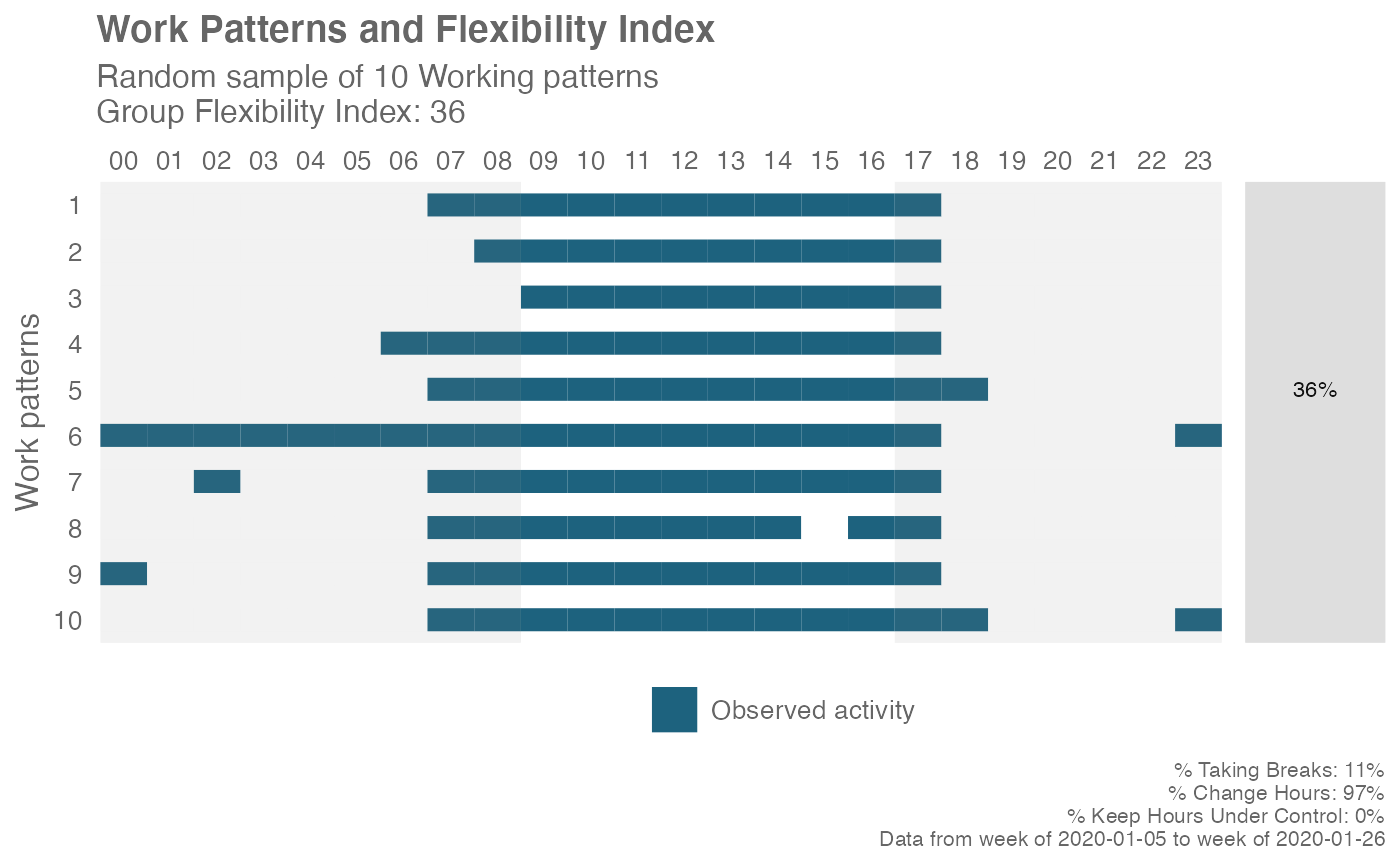 Work Patterns and Flexibility Index
Random sample of 10 Working patterns
Group Flexibility Index: 36
00 01 02 03 04 05 06 07 08 09 10 11 12 13 14 15 16 17 18 19 20 21 22 23
Work patterns
1
2
3
4
5
36%
6
7
8
9
10
Observed activity
% Taking Breaks: 11%
% Change Hours: 97%
% Keep Hours Under Control: 0%
Data from week of 2020-01-05 to week of 2020-01-26